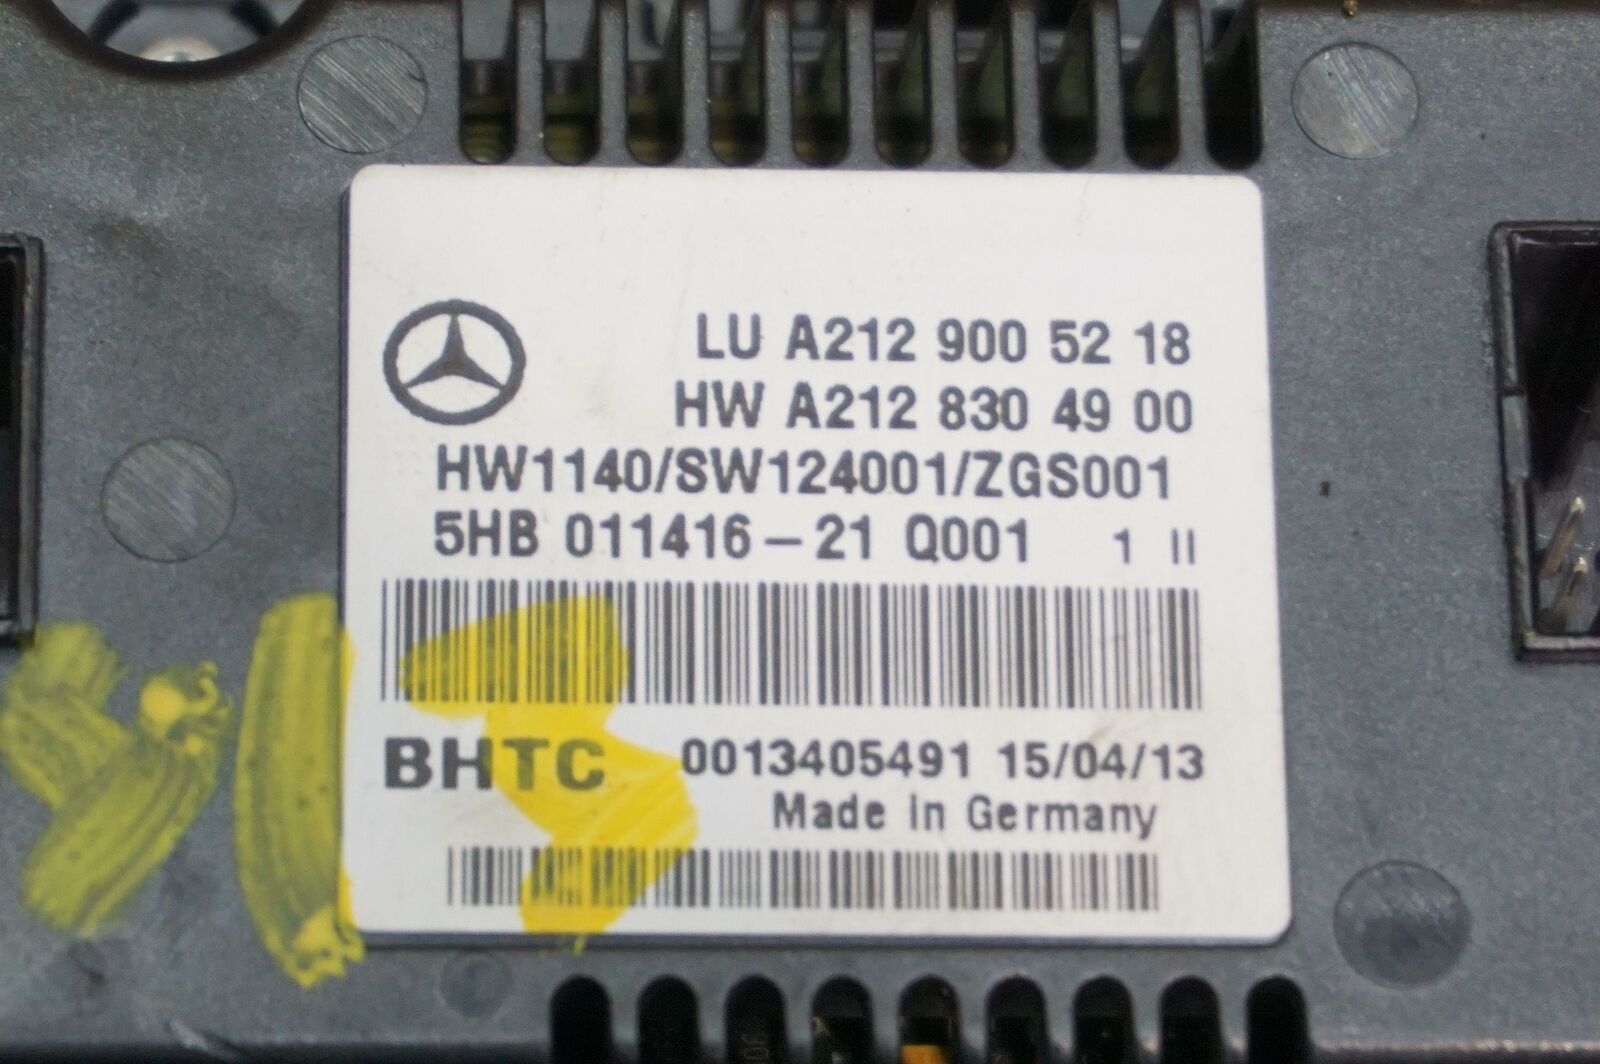 LU A212 900 52 18
HW A212 830 49 00
HW1140/SW124001/ZGS001
5HB 011416-21 Q001 1 II
BHTC 0013405491 15/04/13
Made In Germany